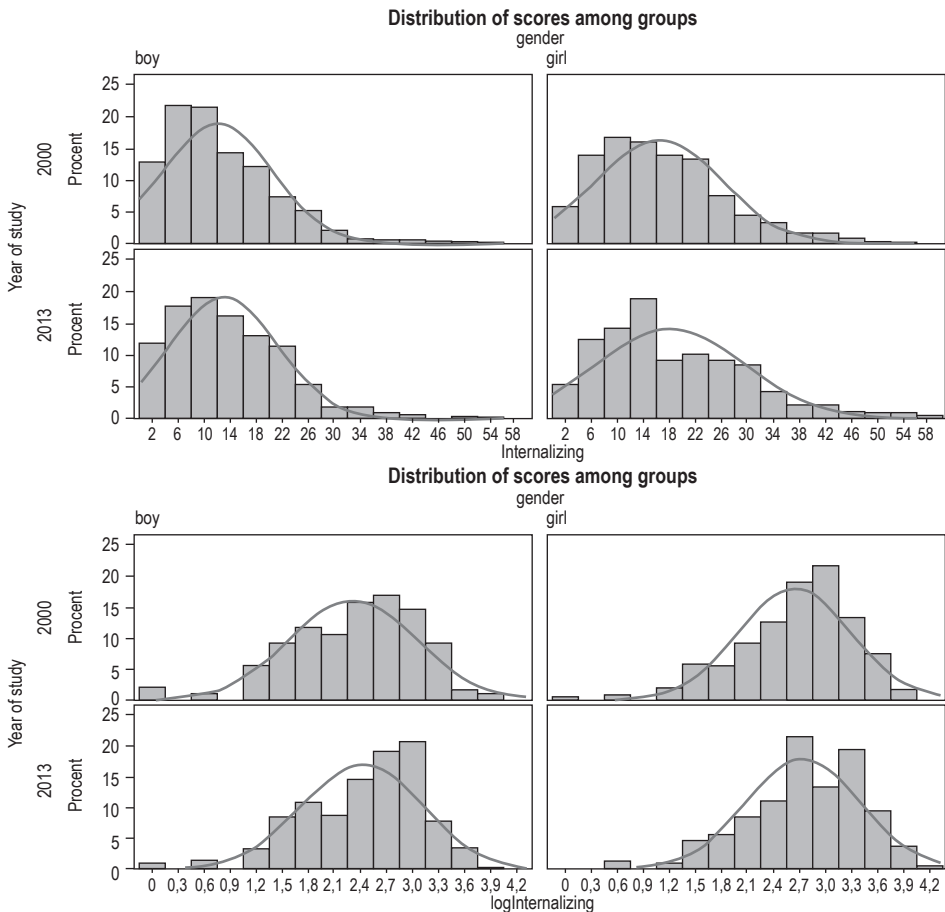 Distribution of scores among groups
gender
boy girl
25
20
15
10
5
0
2000
Procent
25
20
15
10
5
0
2013
Procent
Year of study
2 6 10 14 18 22 26 30 34 38 42 46 50 54 58 2 6 10 14 18 22 26 30 34 38 42 46 50 54 58
Internalizing
Distribution of scores among groups
gender
boy girl
25
20
15
10
5
0
2000
Procent
25
20
15
10
5
0
2013
Procent
Year of study
0 0,3 0,6 0,9 1,2 1,5 1,8 2,1 2,4 2,7 3,0 3,3 3,6 3,9 4,2 0 0,3 0,6 0,9 1,2 1,5 1,8 2,1 2,4 2,7 3,0 3,3 3,6 3,9 4,2
logInternalizing